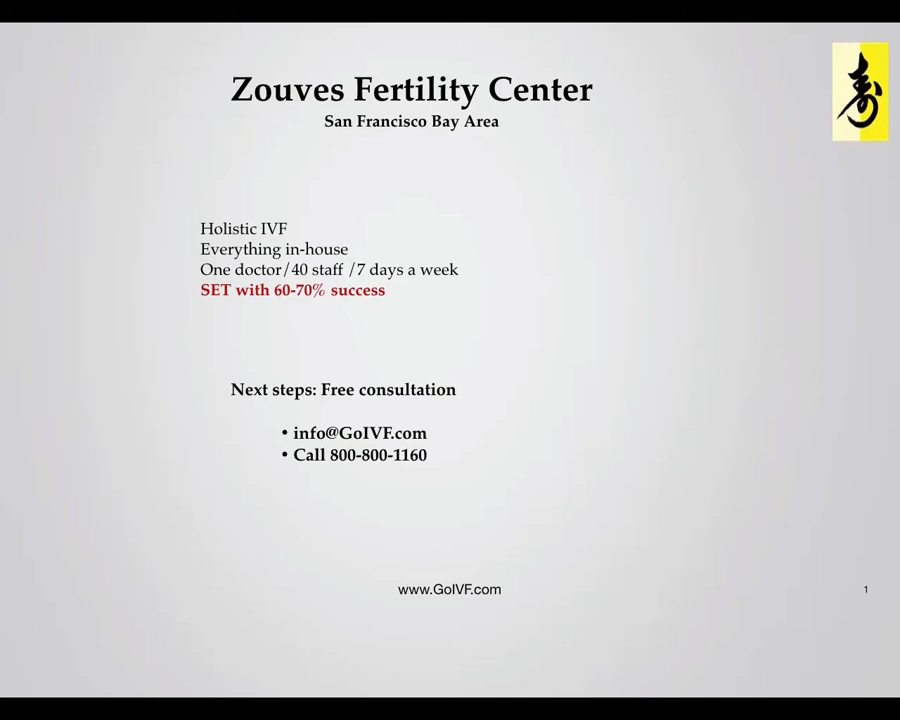 Zouves Fertility Center
San Francisco Bay Area
寿
Holistic IVF
Everything in-house
One doctor/40 staff /7 days a week
SET with 60-70% success
Next steps: Free consultation
• info@GoIVF.com
• Call 800-800-1160
www.GoIVF.com
1